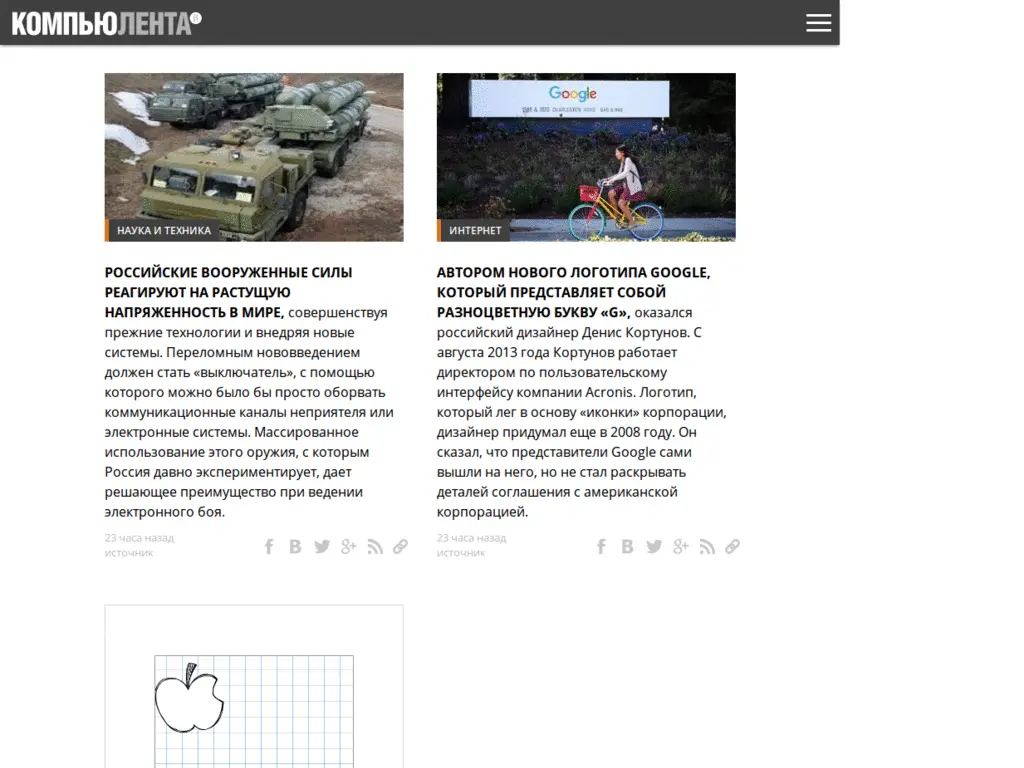 КОМПЬЮЛЕНТА
Google
НАУКА И ТЕХНИКА
ИНТЕРНЕТ
РОССИЙСКИЕ ВООРУЖЕННЫЕ СИЛЫ
РЕАГИРУЮТ НА РАСТУЩУЮ
НАПРЯЖЕННОСТЬ В МИРЕ, совершенствуя
прежние технологии и внедряя новые
системы. Переломным нововведением
должен стать «выключатель», с помощью
которого можно было бы просто оборвать
коммуникационные каналы неприятеля или
электронные системы. Массированное
использование этого оружия, с которым
Россия давно экспериментирует, дает
решающее преимущество при ведении
электронного боя.
23 часа назад
источник
АВТОРОМ НОВОГО ЛОГОТИПА GOOGLE,
КОТОРЫЙ ПРЕДСТАВЛЯЕТ СОБОЙ
РАЗНОЦВЕТНУЮ БУКВУ «G», оказался
российский дизайнер Денис Кортунов. С
августа 2013 года Кортунов работает
директором по пользовательскому
интерфейсу компании Acronis. Логотип,
который лег в основу «иконки» корпорации,
дизайнер придумал еще в 2008 году. Он
сказал, что представители Google сами
вышли на него, но не стал раскрывать
деталей соглашения с американской
корпорацией.
23 часа назад
источник